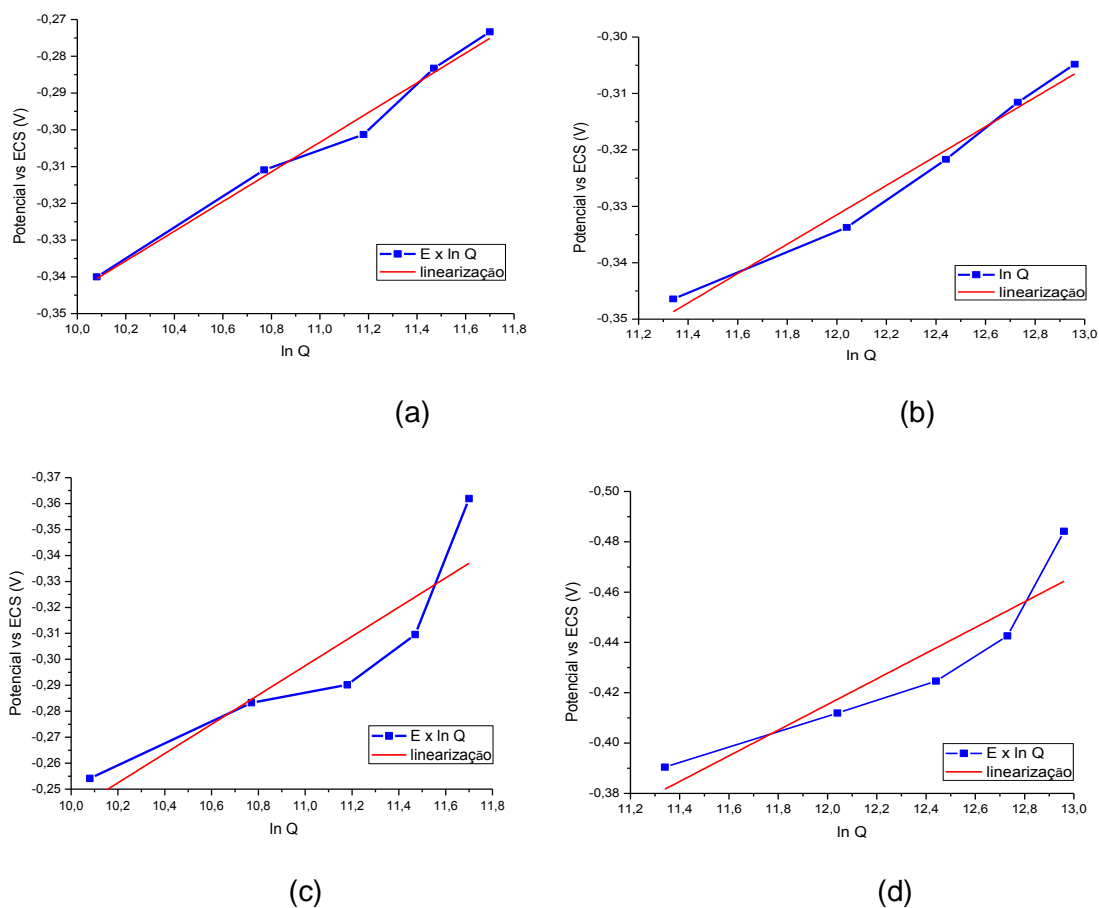 -0,27
-0,28
-0,29
-0,30
-0,31
-0,32
-0,33
-0,34
-0,35
Potencial vs ECS (V)
E x ln Q
linearização
10,0 10,2 10,4 10,6 10,8 11,0 11,2 11,4 11,6 11,8
ln Q
(a)
-0,30
-0,31
-0,32
-0,33
-0,34
-0,35
Potencial vs ECS (V)
ln Q
linearização
11,2 11,4 11,6 11,8 12,0 12,2 12,4 12,6 12,8 13,0
ln Q
(b)
-0,37
-0,36
-0,35
-0,34
-0,33
-0,32
-0,31
-0,30
-0,29
-0,28
-0,27
-0,26
-0,25
Potencial vs ECS (V)
E x ln Q
linearização
10,0 10,2 10,4 10,6 10,8 11,0 11,2 11,4 11,6 11,8
ln Q
(c)
-0,50
-0,48
-0,46
-0,44
-0,42
-0,40
-0,38
Potencial vs ECS (V)
E x ln Q
linearização
11,2 11,4 11,6 11,8 12,0 12,2 12,4 12,6 12,8 13,0
ln Q
(d)